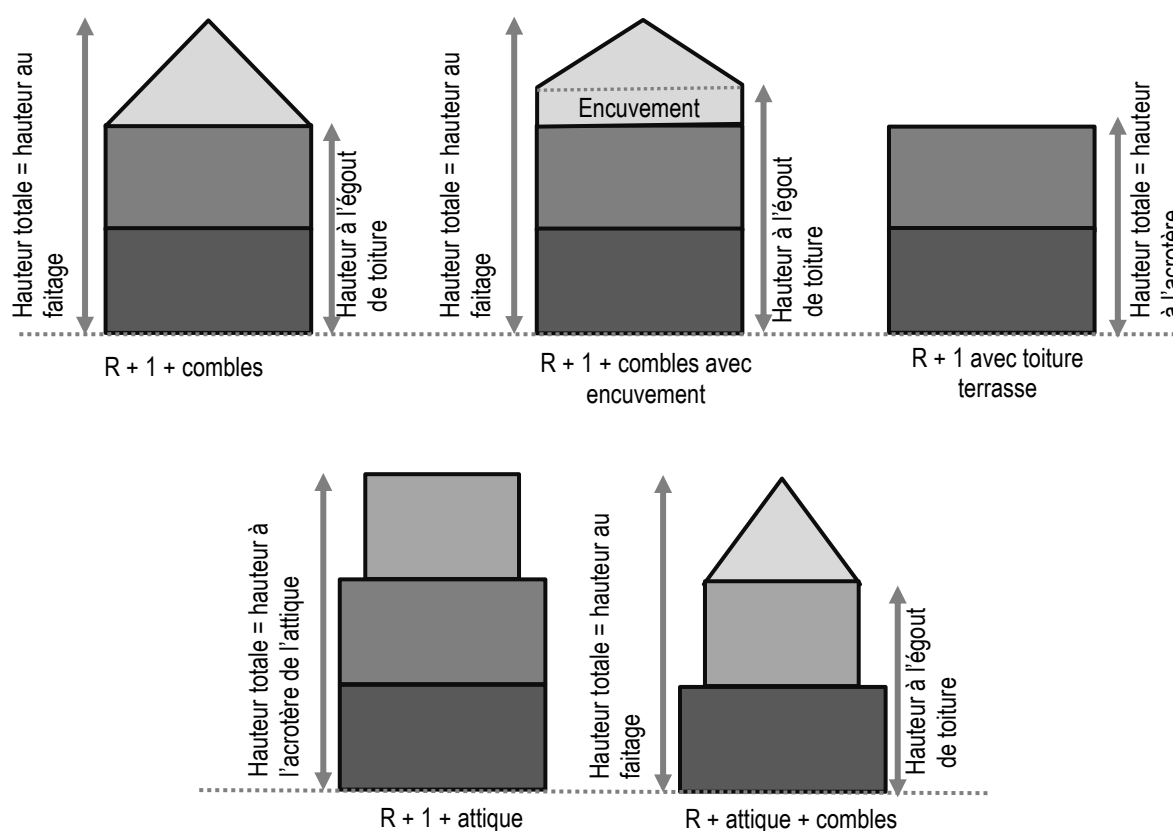 Hauteur totale = hauteur au
faitage
Hauteur à l'égout
de toiture
R + 1 + combles
Hauteur totale = hauteur au
faitage
Encuvement
Hauteur à l'égout
de toiture
R + 1 + combles avec
encuvement
Hauteur totale = hauteur
à l'acrotère
R + 1 avec toiture
terrasse
Hauteur totale = hauteur à
l'acrotère de l'attique
R + 1 + attique
Hauteur totale = hauteur au
faitage
Hauteur à l'égout
de toiture
R + attique + combles